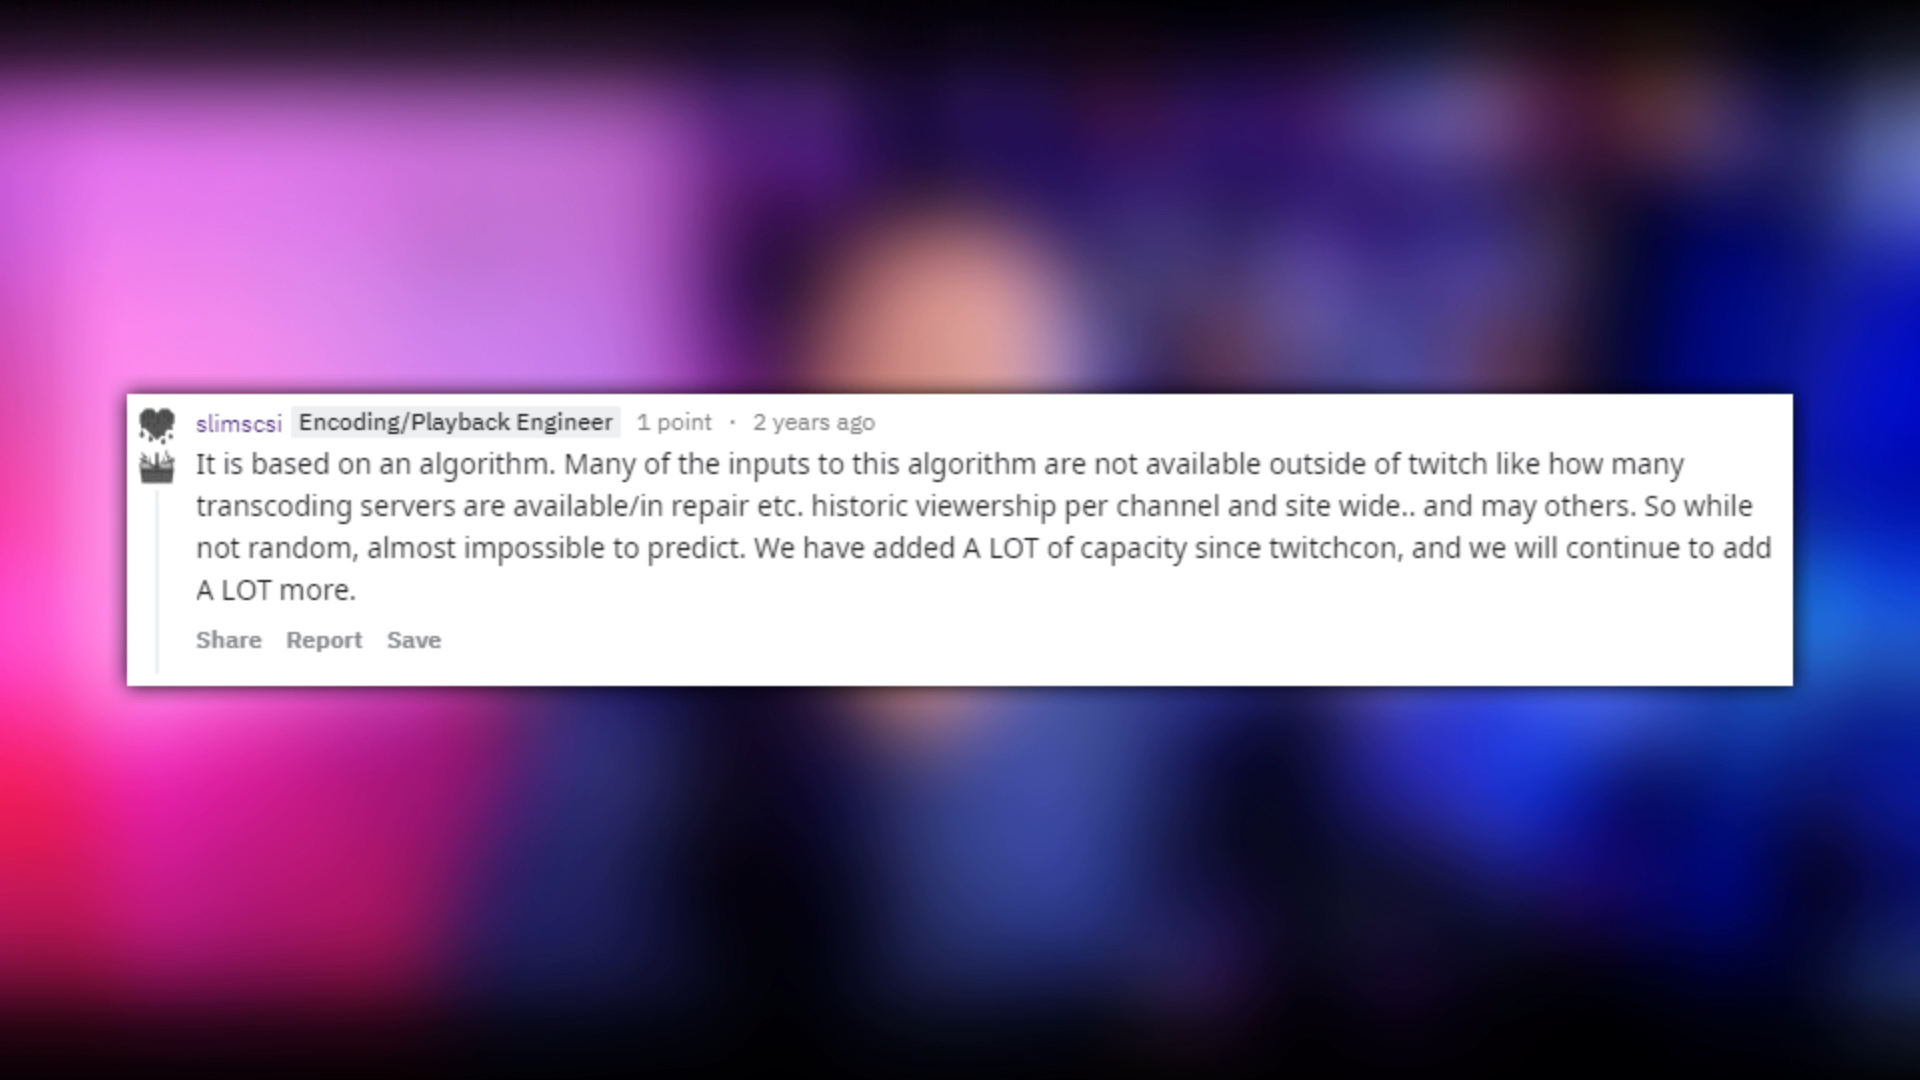 slimscsi Encoding/Playback Engineer 1 point · 2 years ago
It is based on an algorithm. Many of the inputs to this algorithm are not available outside of twitch like how many
transcoding servers are available/in repair etc. historic viewership per channel and site wide.. and may others. So while
not random, almost impossible to predict. We have added A LOT of capacity since twitchcon, and we will continue to add
A LOT more.
Share Report Save